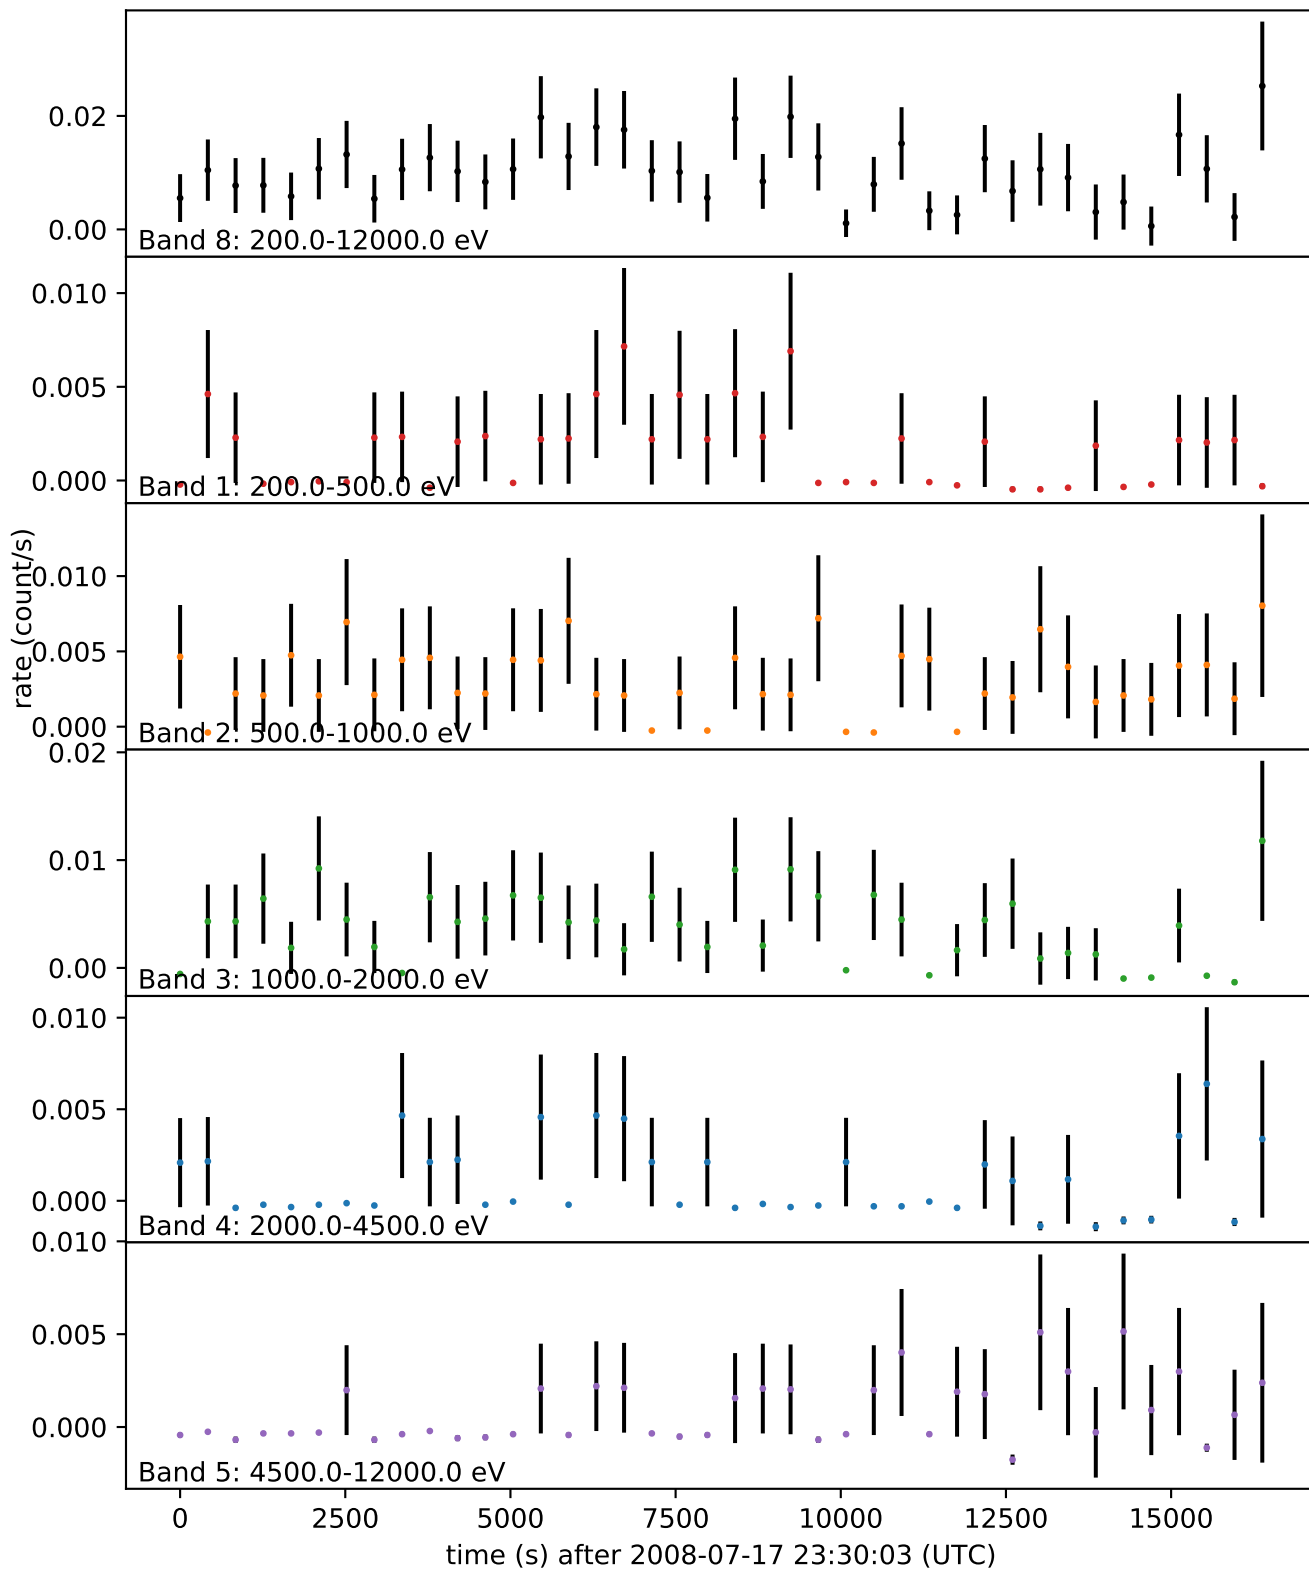 0.02
0.00
Band 8: 200.0-12000.0 eV
0.010
0.005
0.000
Band 1: 200.0-500.0 eV
rate (count/s)
0.010
0.005
0.000
Band 2: 500.0-1000.0 eV
0.02
0.01
0.00
Band 3: 1000.0-2000.0 eV
0.010
0.005
0.000
Band 4: 2000.0-4500.0 eV
0.010
0.005
0.000
Band 5: 4500.0-12000.0 eV
0 2500 5000 7500 10000 12500 15000
time (s) after 2008-07-17 23:30:03 (UTC)